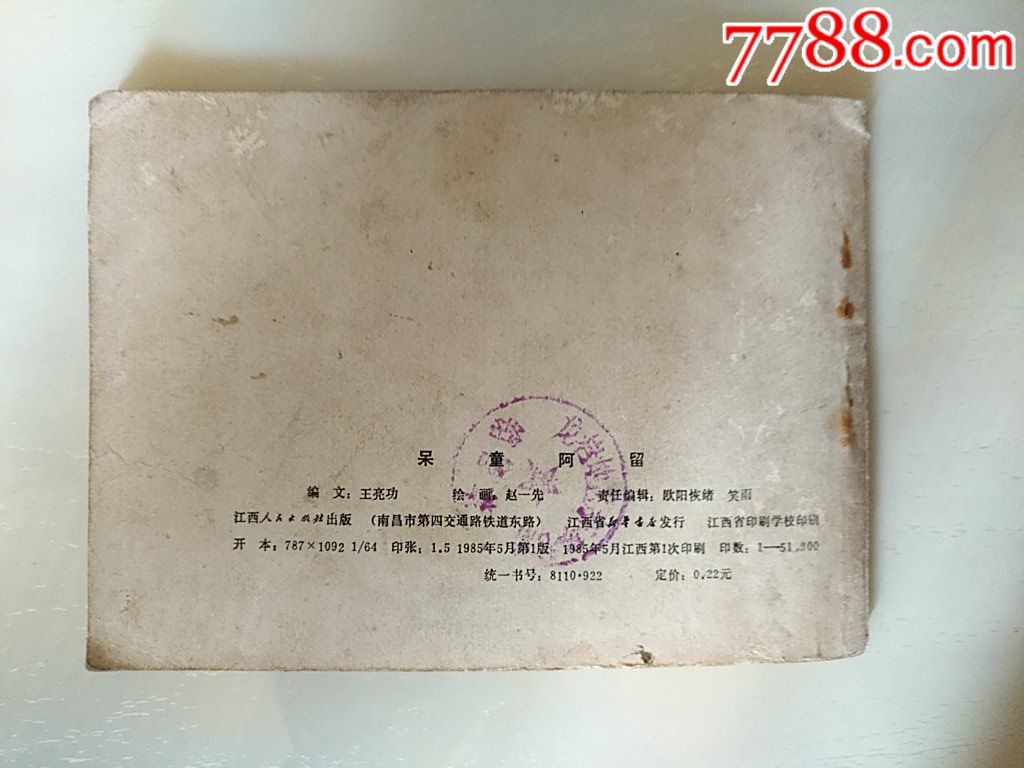 7788.com
呆童阿留
编文：王亮功 绘画：赵一先 责任编辑：欧阳恢绪 笑雨
江西人民出版社出版 （南昌市第四交通路铁道东路） 江西省新华书店发行 江西省印刷学校印刷
开本：787×1092 1/64 印张：1.5 1985年5月第1版 1985年5月江西第1次印刷 印数：1—51,300
统一书号：8110·922 定价：0.22元